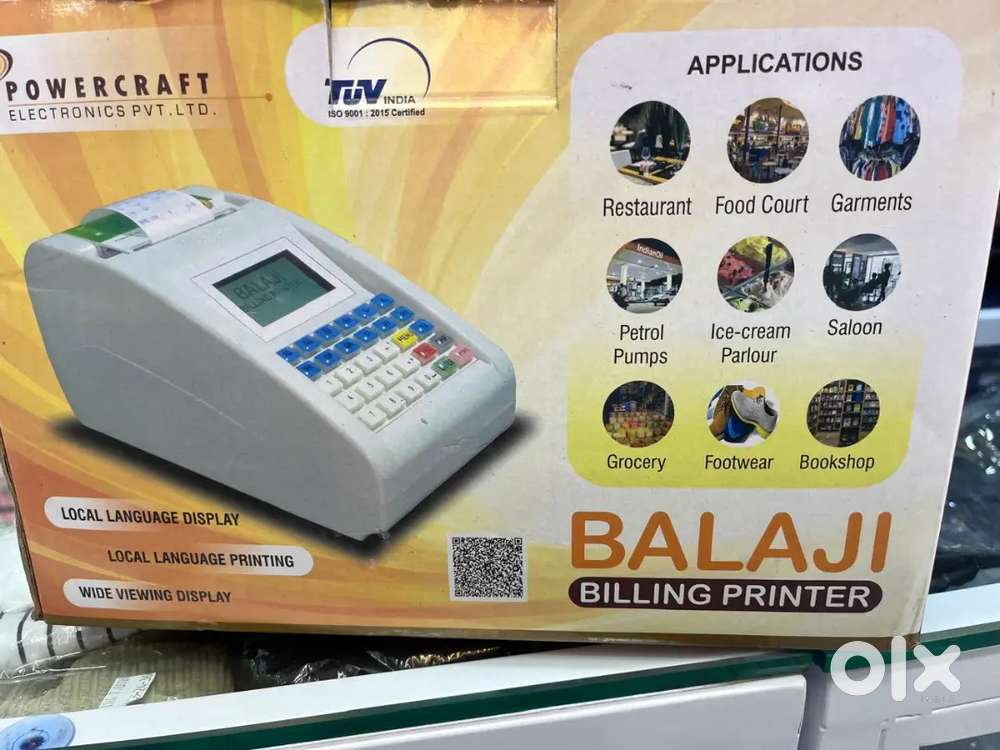 POWERCRAFT
ELECTRONICS PVT. LTD.
TÜV INDIA
ISO 9001 : 2015 Certified
APPLICATIONS
Restaurant
Food Court
Garments
IndianOil
Petrol
Pumps
Ice-cream
Parlour
Saloon
Grocery
Footwear
Bookshop
BALAJI
MENU
LOCAL LANGUAGE DISPLAY
LOCAL LANGUAGE PRINTING
WIDE VIEWING DISPLAY
BALAJI
BILLING PRINTER
olx